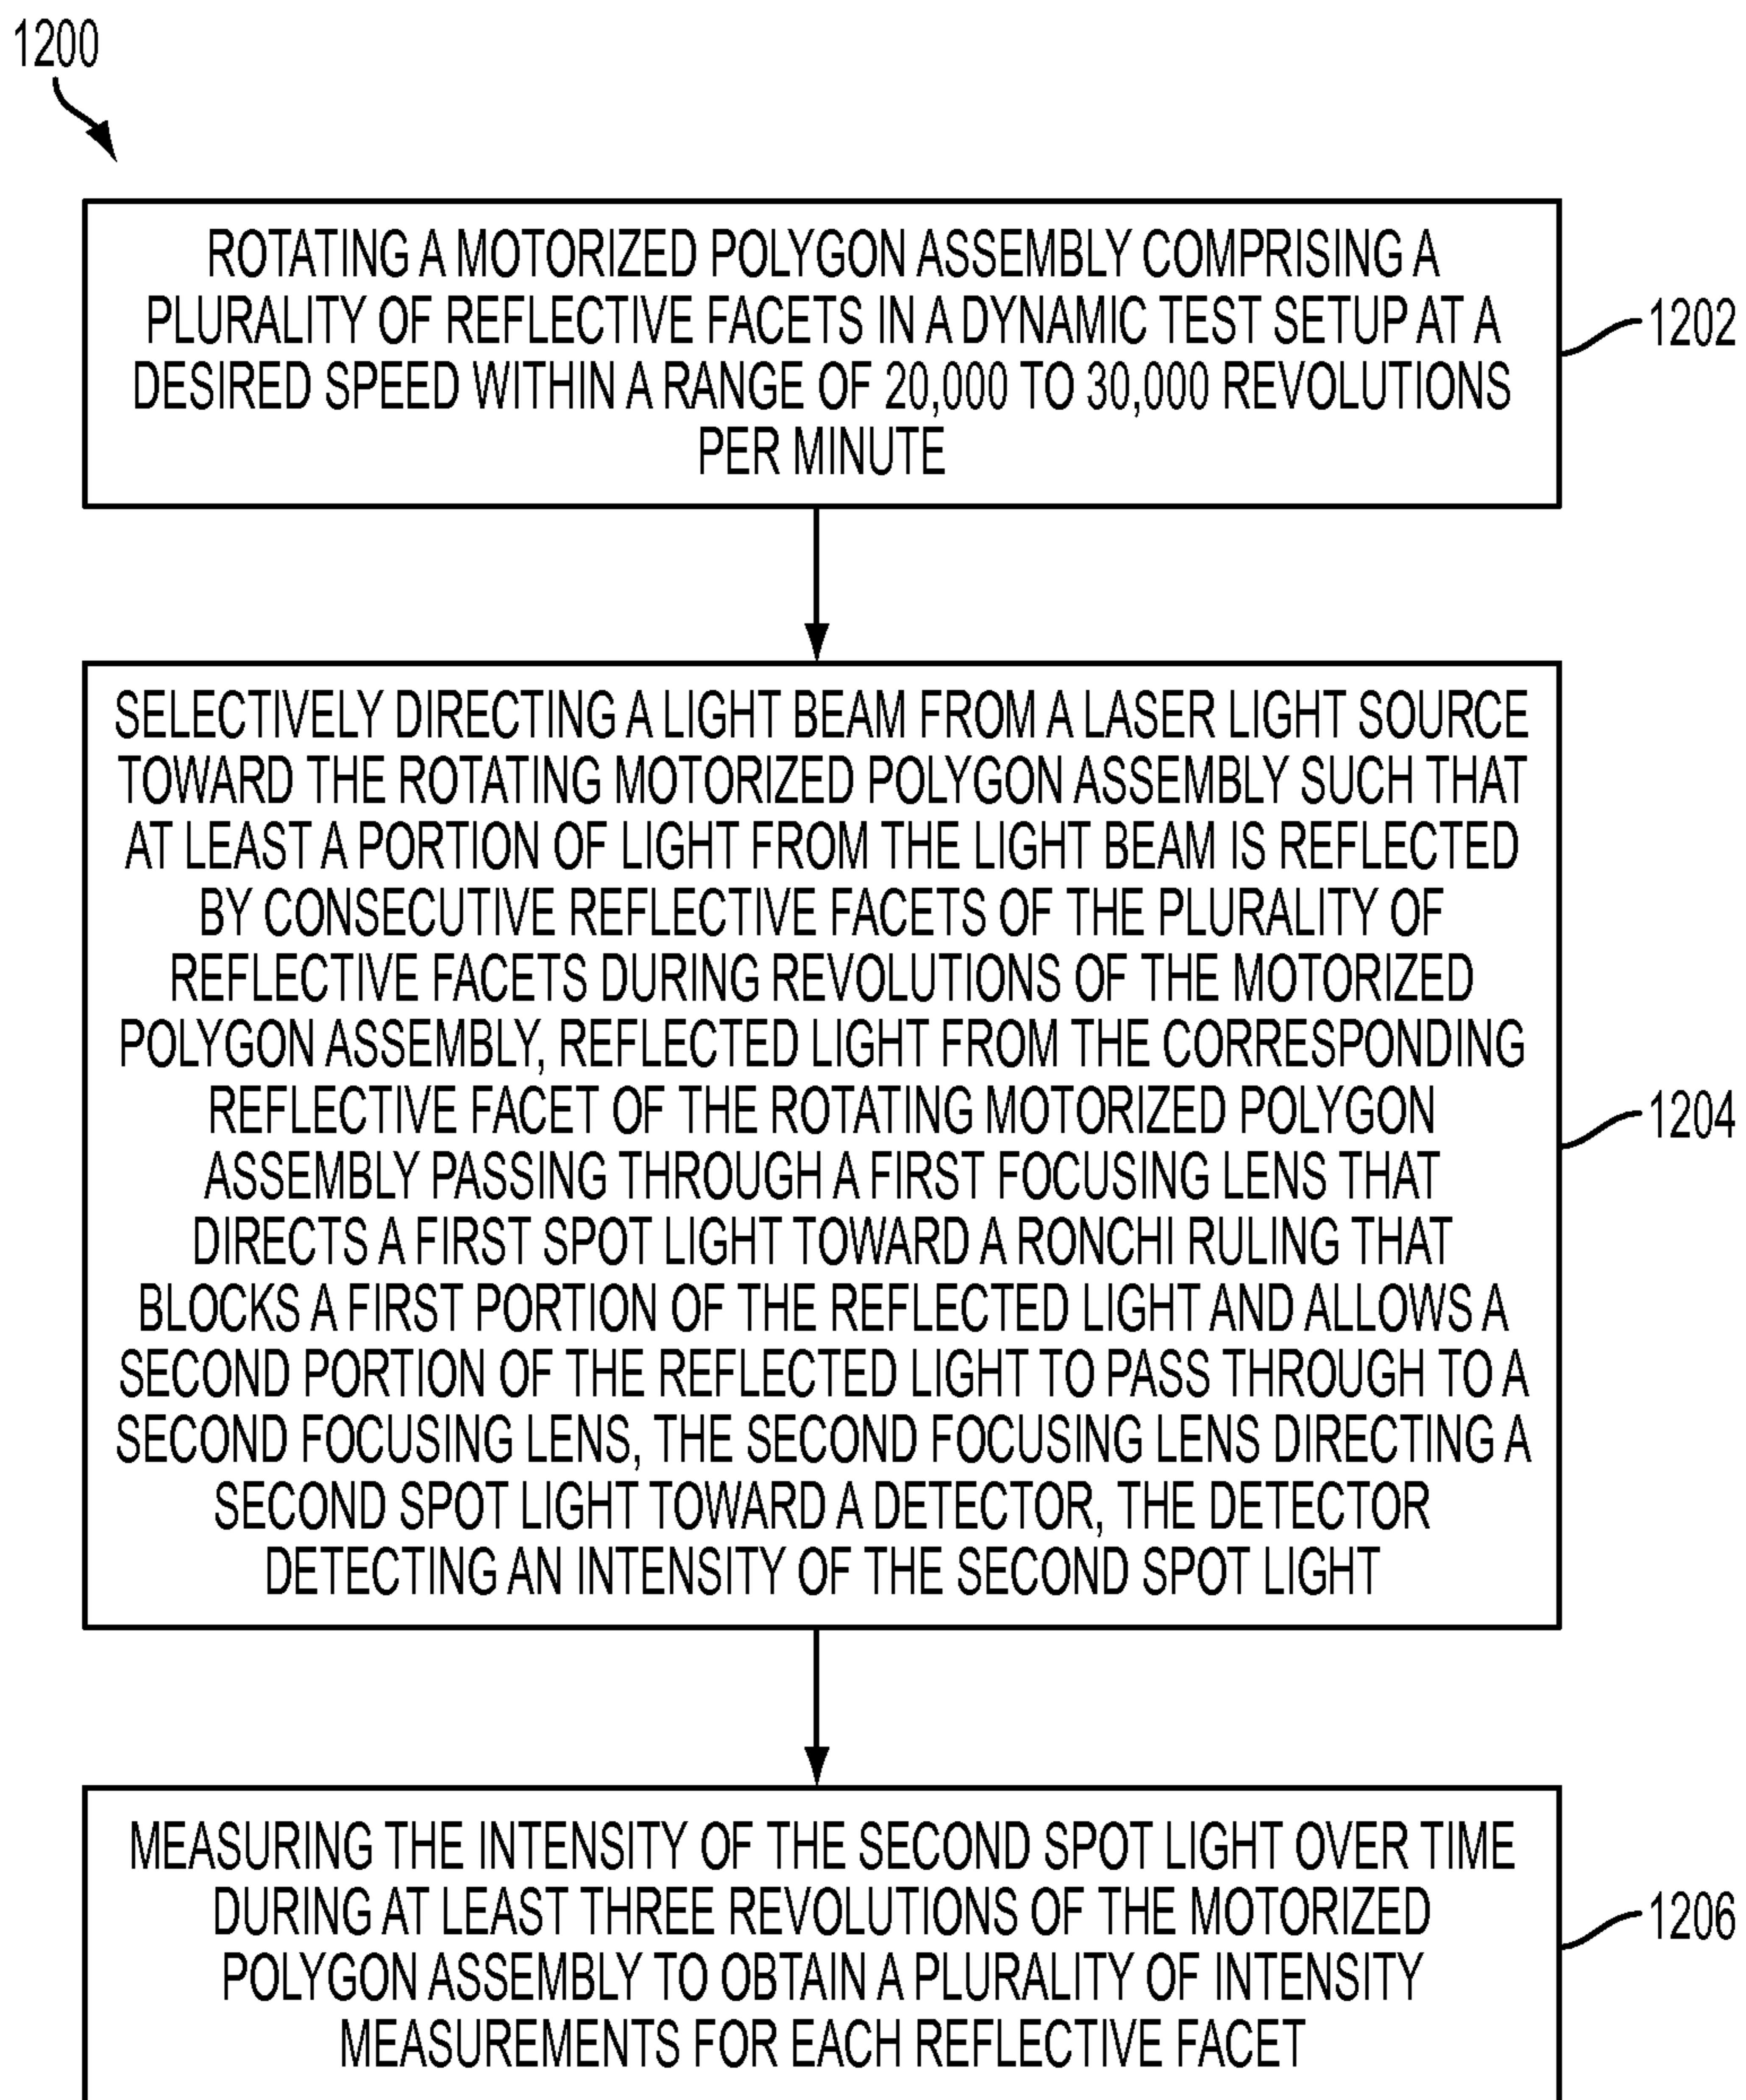 1200
ROTATING A MOTORIZED POLYGON ASSEMBLY COMPRISING A
PLURALITY OF REFLECTIVE FACETS IN A DYNAMIC TEST SETUP AT A
DESIRED SPEED WITHIN A RANGE OF 20,000 TO 30,000 REVOLUTIONS
PER MINUTE
1202
SELECTIVELY DIRECTING A LIGHT BEAM FROM A LASER LIGHT SOURCE
TOWARD THE ROTATING MOTORIZED POLYGON ASSEMBLY SUCH THAT
AT LEAST A PORTION OF LIGHT FROM THE LIGHT BEAM IS REFLECTED
BY CONSECUTIVE REFLECTIVE FACETS OF THE PLURALITY OF
REFLECTIVE FACETS DURING REVOLUTIONS OF THE MOTORIZED
POLYGON ASSEMBLY, REFLECTED LIGHT FROM THE CORRESPONDING
REFLECTIVE FACET OF THE ROTATING MOTORIZED POLYGON
ASSEMBLY PASSING THROUGH A FIRST FOCUSING LENS THAT
DIRECTS A FIRST SPOT LIGHT TOWARD A RONCHI RULING THAT
BLOCKS A FIRST PORTION OF THE REFLECTED LIGHT AND ALLOWS A
SECOND PORTION OF THE REFLECTED LIGHT TO PASS THROUGH TO A
SECOND FOCUSING LENS, THE SECOND FOCUSING LENS DIRECTING A
SECOND SPOT LIGHT TOWARD A DETECTOR, THE DETECTOR
DETECTING AN INTENSITY OF THE SECOND SPOT LIGHT
1204
MEASURING THE INTENSITY OF THE SECOND SPOT LIGHT OVER TIME
DURING AT LEAST THREE REVOLUTIONS OF THE MOTORIZED
POLYGON ASSEMBLY TO OBTAIN A PLURALITY OF INTENSITY
MEASUREMENTS FOR EACH REFLECTIVE FACET
1206